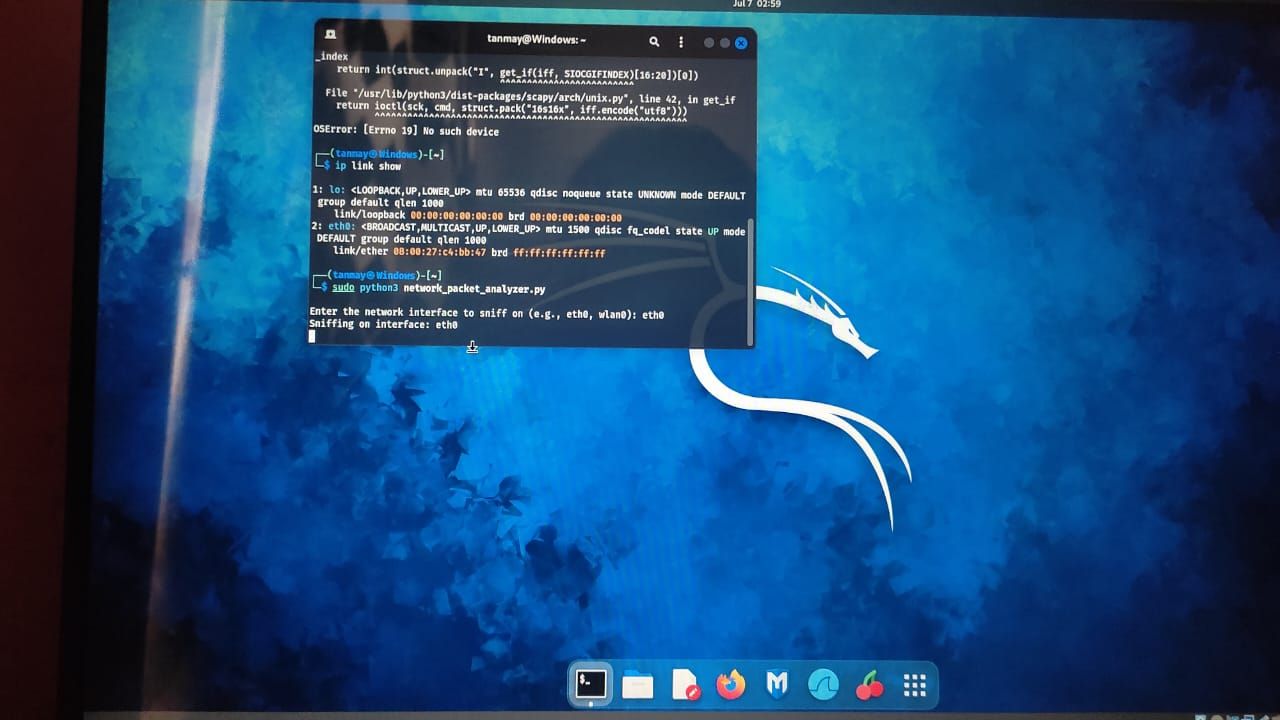 Jul 7 02:59
tanmay@Windows: ~
_index
return int(struct.unpack("I", get_if(iff, SIOCGIFINDEX)[16:20])[0])
^^^^^^^^^^^^^^^^^^^^^^^^^
File "/usr/lib/python3/dist-packages/scapy/arch/unix.py", line 42, in get_if
return ioctl(sck, cmd, struct.pack("16s16x", iff.encode("utf8")))
^^^^^^^^^^^^^^^^^^^^^^^^^^^^^^^^^^^^^^^^^^^^^^^^^^^^^^^^^^
OSError: [Errno 19] No such device
┌──(tanmay㉿Windows)-[~]
└─$ ip link show
1: lo: <LOOPBACK,UP,LOWER_UP> mtu 65536 qdisc noqueue state UNKNOWN mode DEFAULT
group default qlen 1000
link/loopback 00:00:00:00:00:00 brd 00:00:00:00:00:00
2: eth0: <BROADCAST,MULTICAST,UP,LOWER_UP> mtu 1500 qdisc fq_codel state UP mode
DEFAULT group default qlen 1000
link/ether 08:00:27:c4:bb:47 brd ff:ff:ff:ff:ff:ff
┌──(tanmay㉿Windows)-[~]
└─$ sudo python3 network_packet_analyzer.py
Enter the network interface to sniff on (e.g., eth0, wlan0): eth0
Sniffing on interface: eth0
$_